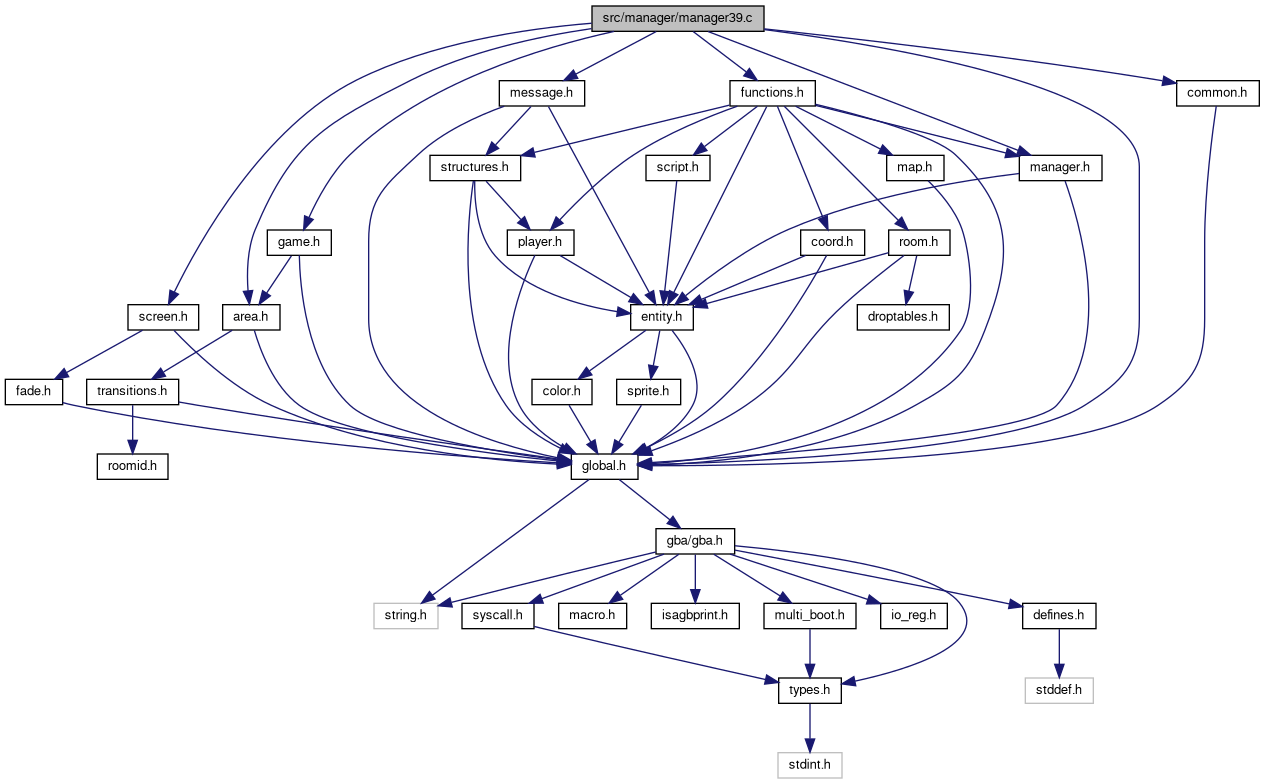 src/manager/manager39.c
message.h
functions.h
common.h
structures.h
script.h
map.h
manager.h
game.h
player.h
coord.h
room.h
screen.h
area.h
entity.h
droptables.h
fade.h
transitions.h
color.h
sprite.h
roomid.h
global.h
gba/gba.h
string.h
syscall.h
macro.h
isagbprint.h
multi_boot.h
io_reg.h
defines.h
types.h
stddef.h
stdint.h